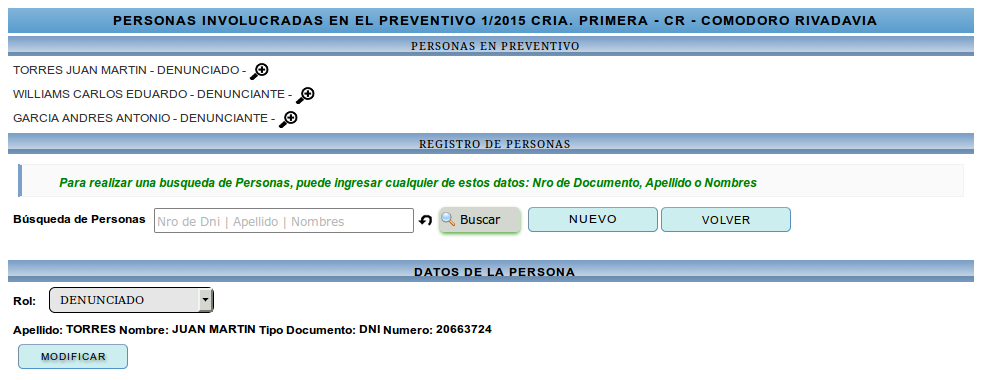 PERSONAS INVOLUCRADAS EN EL PREVENTIVO 1/2015 CRIA. PRIMERA - CR - COMODORO RIVADAVIA
PERSONAS EN PREVENTIVO
TORRES JUAN MARTIN - DENUNCIADO -
WILLIAMS CARLOS EDUARDO - DENUNCIANTE -
GARCIA ANDRES ANTONIO - DENUNCIANTE -
REGISTRO DE PERSONAS
Para realizar una busqueda de Personas, puede ingresar cualquier de estos datos: Nro de Documento, Apellido o Nombres
Búsqueda de Personas Nro de Dni | Apellido | Nombres Buscar NUEVO VOLVER
DATOS DE LA PERSONA
Rol: DENUNCIADO
Apellido: TORRES Nombre: JUAN MARTIN Tipo Documento: DNI Numero: 20663724
MODIFICAR